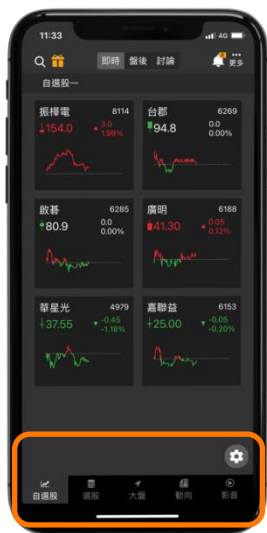 11:33
4G
即時 盤後 討論
更多
自選股一
振樺電 8114
154.0 3.0
1.99%
台郡 6269
94.8 0.0
0.00%
啟碁 6285
80.9 0.0
0.00%
廣明 6188
41.30 0.05
0.12%
華星光 4979
37.55 -0.45
-1.18%
嘉聯益 6153
25.00 -0.05
-0.20%
自選股 選股 大盤 動向 影音